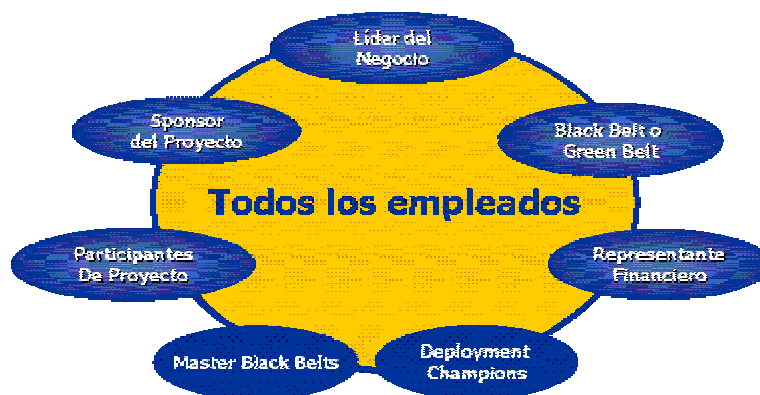 Líder del
Negocio
Sponsor
del Proyecto
Black Belt o
Green Belt
Todos los empleados
Participantes
De Proyecto
Representante
Financiero
Master Black Belts
Deployment
Champions